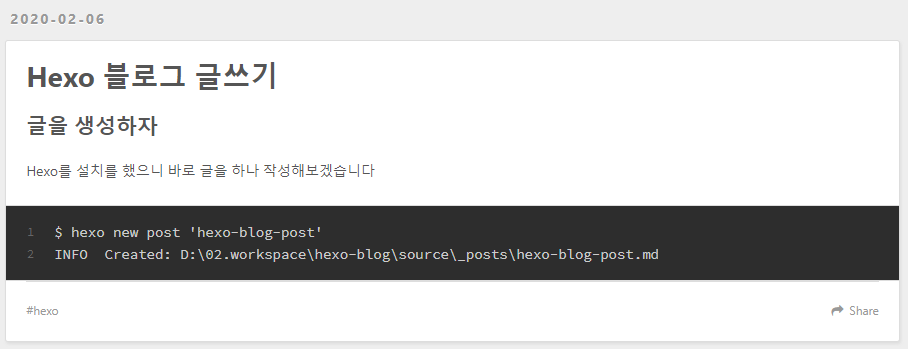 2020-02-06
Hexo 블로그 글쓰기
글을 생성하자
Hexo를 설치를 했으니 바로 글을 하나 작성해보겠습니다
1 $ hexo new post 'hexo-blog-post'
2 INFO  Created: D:\02.workspace\hexo-blog\source\_posts\hexo-blog-post.md
#hexo Share